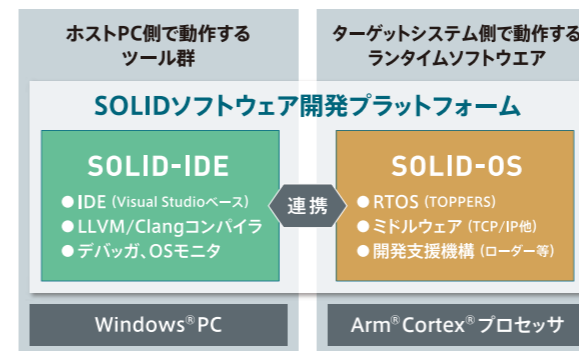 ホストPC側で動作する
ツール群
ターゲットシステム側で動作する
ランタイムソフトウエア
SOLIDソフトウェア開発プラットフォーム
SOLID-IDE
●IDE (Visual Studioベース)
●LLVM/Clangコンパイラ
●デバッガ、OSモニタ
連携
SOLID-OS
●RTOS (TOPPERS)
●ミドルウェア (TCP/IP他)
●開発支援機構 (ローダー等)
Windows®PC
Arm®Cortex®プロセッサ